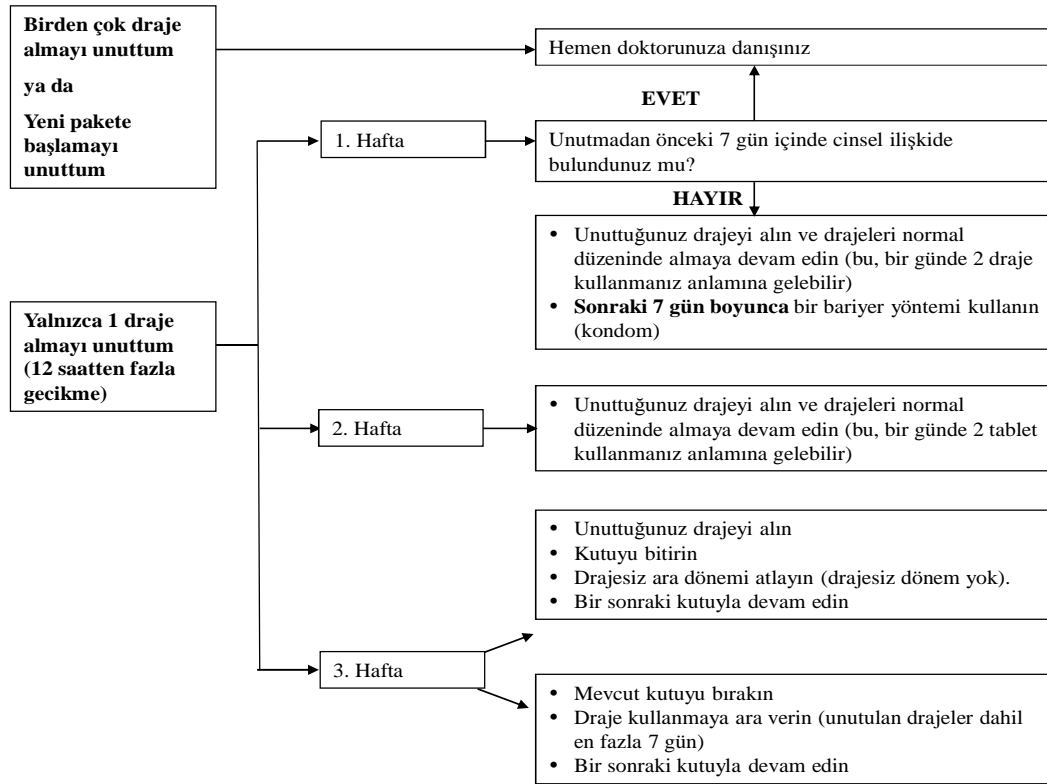 Birden çok draje
almayı unuttum
ya da
Yeni pakete
başlamayı
unuttum
Hemen doktorunuza danışınız
EVET
1. Hafta
Unutmadan önceki 7 gün içinde cinsel ilişkide
bulundunuz mu?
HAYIR
• Unuttuğunuz drajeyi alın ve drajeleri normal
düzeninde almaya devam edin (bu, bir günde 2 draje
kullanmanız anlamına gelebilir)
• Sonraki 7 gün boyunca bir bariyer yöntemi kullanın
(kondom)
Yalnızca 1 draje
almayı unuttum
(12 saatten fazla
gecikme)
2. Hafta
• Unuttuğunuz drajeyi alın ve drajeleri normal
düzeninde almaya devam edin (bu, bir günde 2 tablet
kullanmanız anlamına gelebilir)
• Unuttuğunuz drajeyi alın
• Kutuyu bitirin
• Drajesiz ara dönemi atlayın (drajesiz dönem yok).
• Bir sonraki kutuyla devam edin
3. Hafta
• Mevcut kutuyu bırakın
• Draje kullanmaya ara verin (unutulan drajeler dahil
en fazla 7 gün)
• Bir sonraki kutuyla devam edin